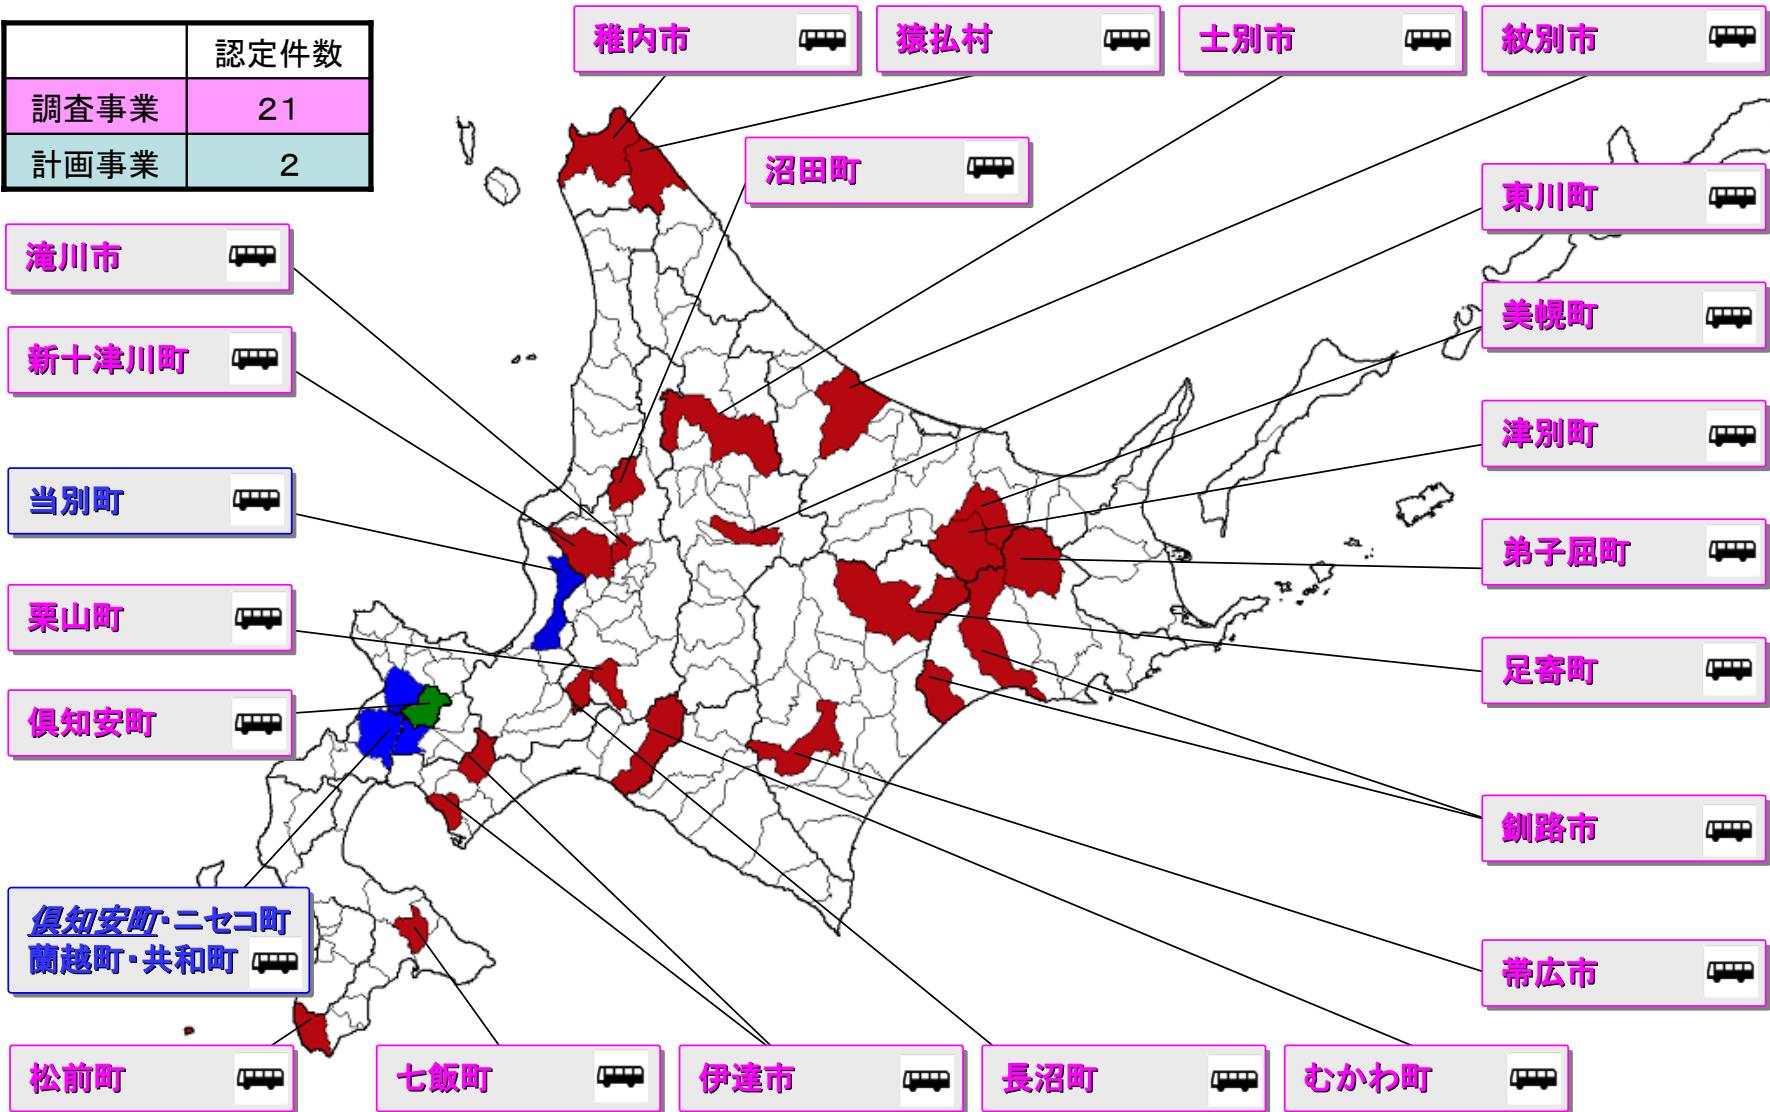 認定件数
調査事業 21
計画事業 2
稚内市
猿払村
士別市
紋別市
沼田町
東川町
滝川市
美幌町
新十津川町
津別町
当別町
弟子屈町
栗山町
足寄町
倶知安町
釧路市
倶知安町・ニセコ町
蘭越町・共和町
帯広市
松前町
七飯町
伊達市
長沼町
むかわ町